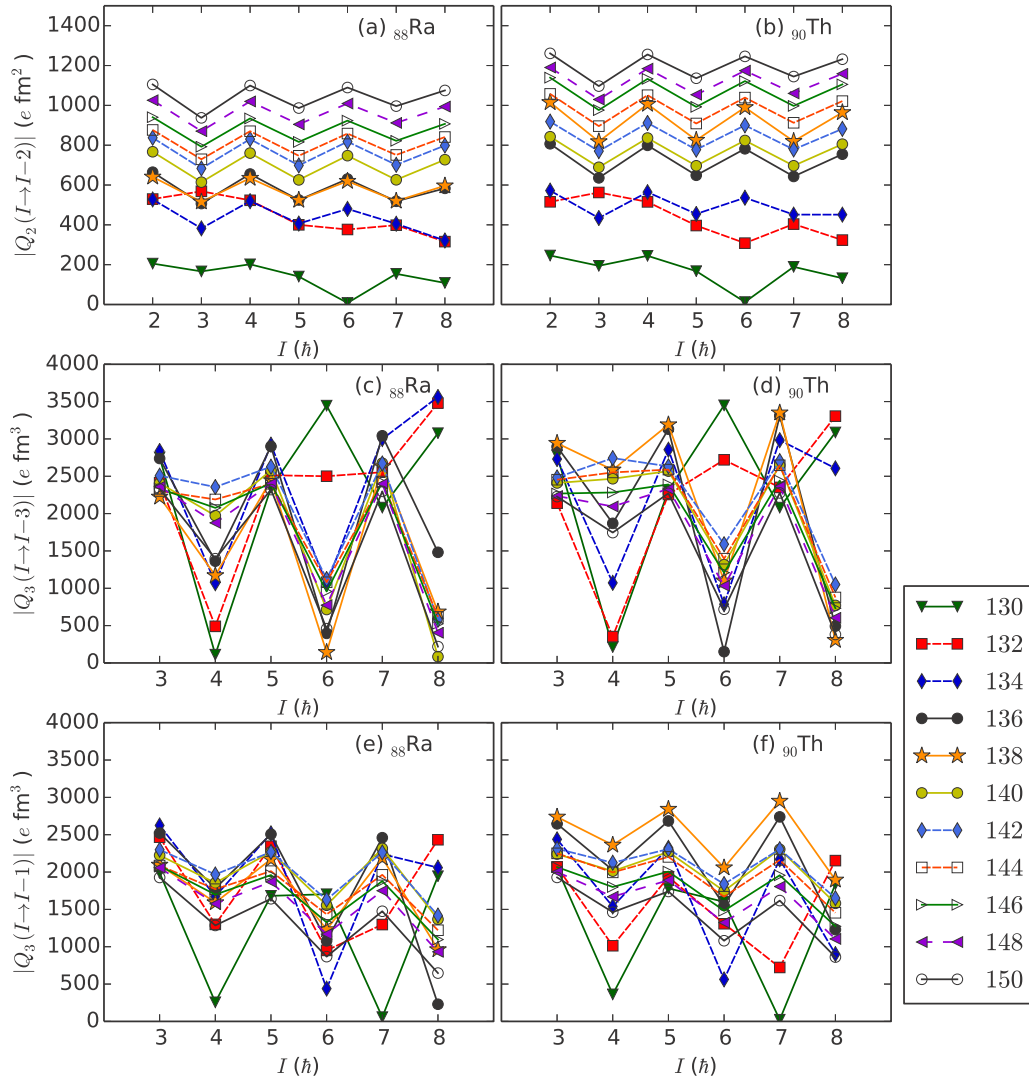 (a) ₈₈Ra
|Q₂(I→I−2)| (e fm²)
1400
1200
1000
800
600
400
200
0
2 3 4 5 6 7 8
I (ħ)
(b) ₉₀Th
2 3 4 5 6 7 8
I (ħ)
(c) ₈₈Ra
|Q₃(I→I−3)| (e fm³ )
4000
3500
3000
2500
2000
1500
1000
500
0
3 4 5 6 7 8
I (ħ)
(d) ₉₀Th
3 4 5 6 7 8
I (ħ)
(e) ₈₈Ra
|Q₃(I→I−1)| (e fm³ )
4000
3500
3000
2500
2000
1500
1000
500
0
3 4 5 6 7 8
I (ħ)
(f) ₉₀Th
3 4 5 6 7 8
I (ħ)
130
132
134
136
138
140
142
144
146
148
150